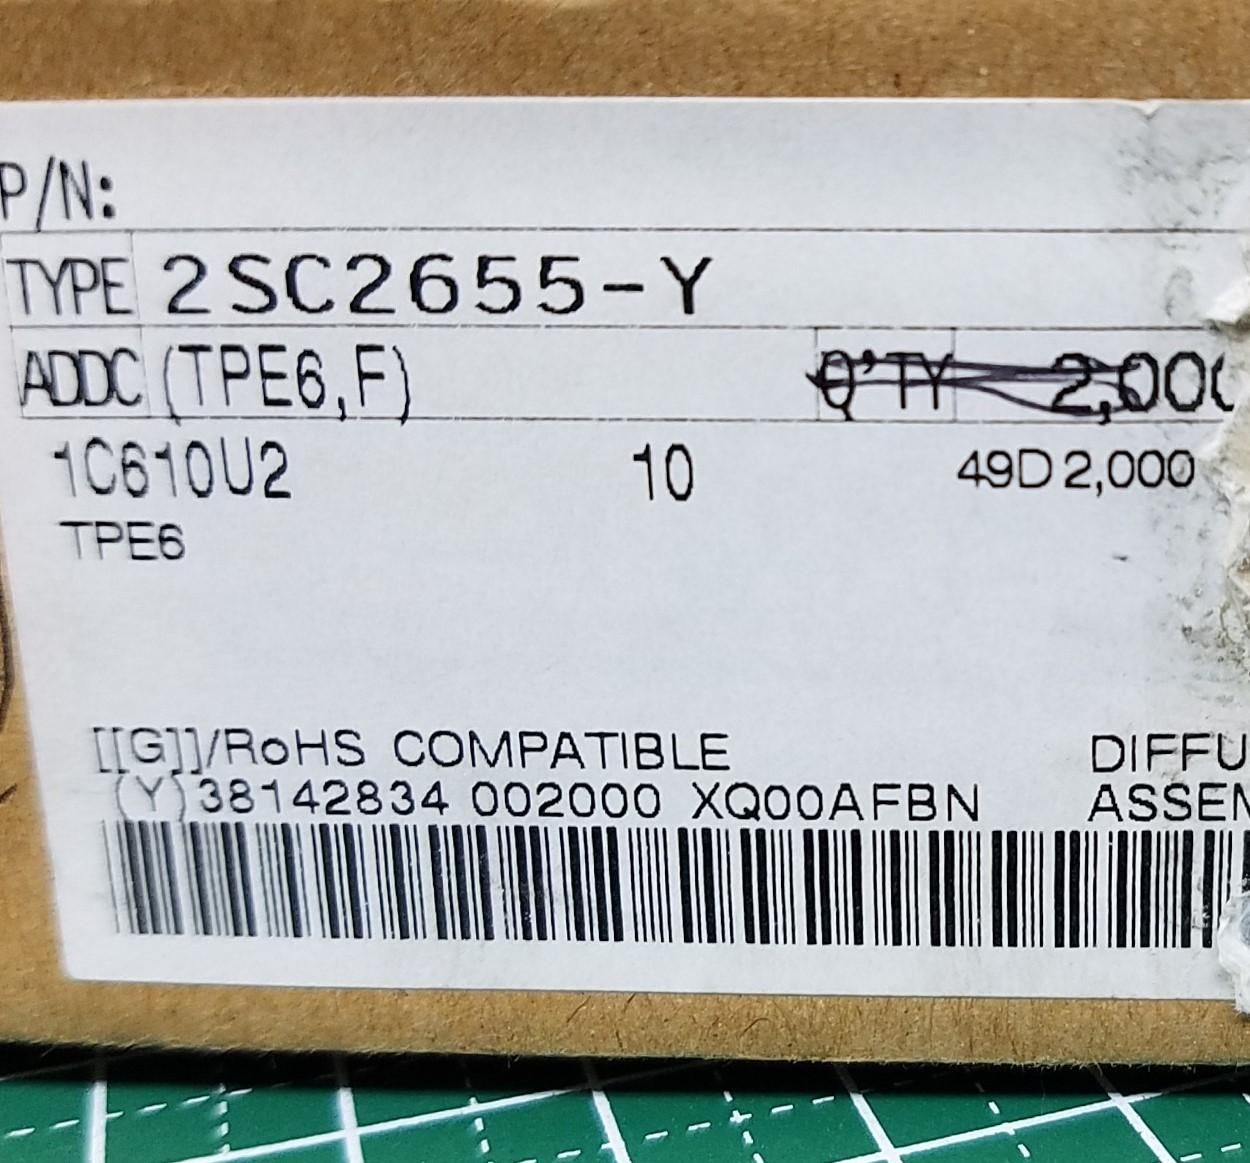 P/N:
TYPE 2SC2655-Y
ADDC (TPE6,F) Q'TY 2,000
1C610U2 10 49D 2,000
TPE6
[[G]]/RoHS COMPATIBLE DIFFU
(Y)38142834 002000 XQ00AFBN ASSEM